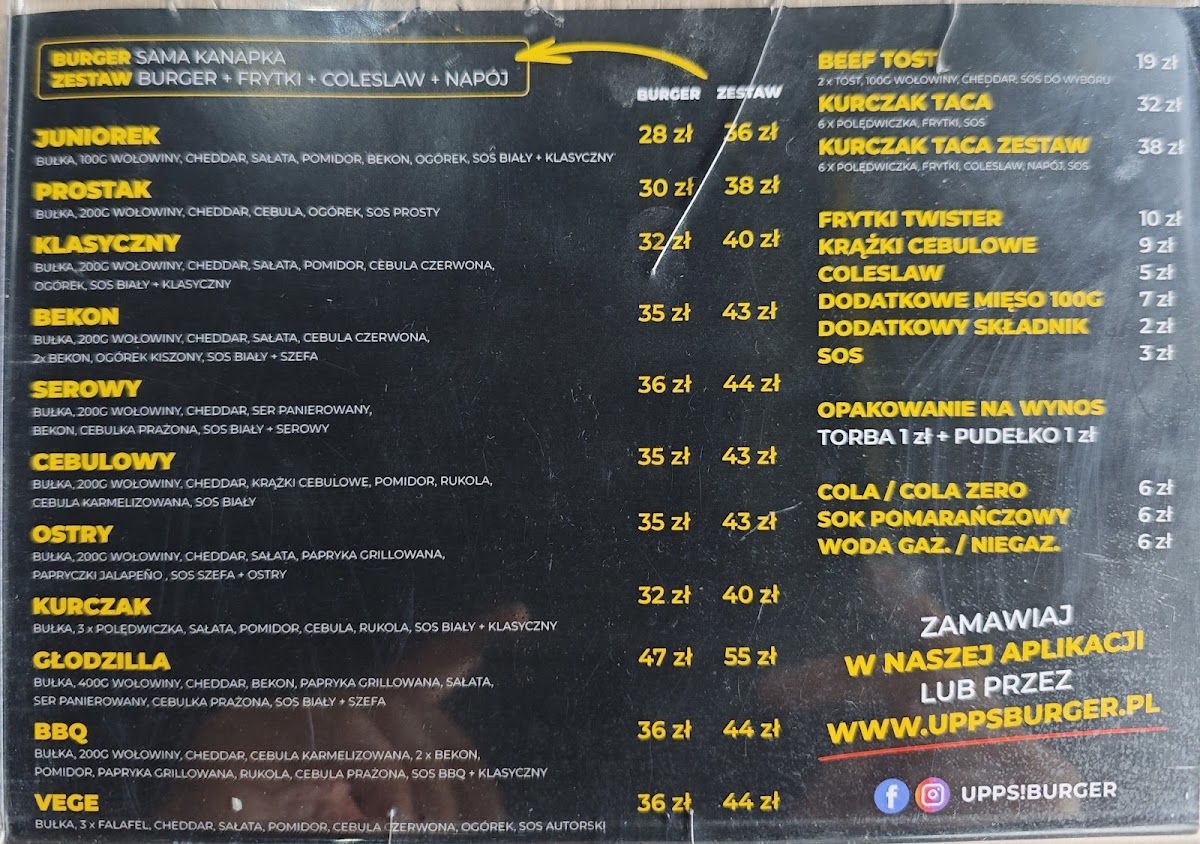 BURGER SAMA KANAPKA
ZESTAW BURGER + FRYTKI + COLESLAW + NAPÓJ
BURGER ZESTAW
JUNIOREK 28 zł 36 zł
BUŁKA, 100G WOŁOWINY, CHEDDAR, SAŁATA, POMIDOR, BEKON, OGÓREK, SOS BIAŁY + KLASYCZNY
PROSTAK 30 zł 38 zł
BUŁKA, 200G WOŁOWINY, CHEDDAR, CEBULA, OGÓREK, SOS PROSTY
KLASYCZNY 32 zł 40 zł
BUŁKA, 200G WOŁOWINY, CHEDDAR, SAŁATA, POMIDOR, CEBULA CZERWONA,
OGÓREK, SOS BIAŁY + KLASYCZNY
BEKON 35 zł 43 zł
BUŁKA, 200G WOŁOWINY, CHEDDAR, SAŁATA, CEBULA CZERWONA,
2x BEKON, OGÓREK KISZONY, SOS BIAŁY + SZEFA
SEROWY 36 zł 44 zł
BUŁKA, 200G WOŁOWINY, CHEDDAR, SER PANIEROWANY,
BEKON, CEBULKA PRAŻONA, SOS BIAŁY + SEROWY
CEBULOWY 35 zł 43 zł
BUŁKA, 200G WOŁOWINY, CHEDDAR, KRĄŻKI CEBULOWE, POMIDOR, RUKOLA,
CEBULA KARMELIZOWANA, SOS BIAŁY
OSTRY 35 zł 43 zł
BUŁKA, 200G WOŁOWINY, CHEDDAR, SAŁATA, PAPRYKA GRILLOWANA,
PAPRYCZKI JALAPEÑO , SOS SZEFA + OSTRY
KURCZAK 32 zł 40 zł
BUŁKA, 3 x POLĘDWICZKA, SAŁATA, POMIDOR, CEBULA, RUKOLA, SOS BIAŁY + KLASYCZNY
GŁODZILLA 47 zł 55 zł
BUŁKA, 400G WOŁOWINY, CHEDDAR, BEKON, PAPRYKA GRILLOWANA, SAŁATA,
SER PANIEROWANY, CEBULKA PRAŻONA, SOS BIAŁY + SZEFA
BBQ 36 zł 44 zł
BUŁKA, 200G WOŁOWINY, CHEDDAR, CEBULA KARMELIZOWANA, 2 x BEKON,
POMIDOR, PAPRYKA GRILLOWANA, RUKOLA, CEBULA PRAŻONA, SOS BBQ + KLASYCZNY
VEGE 36 zł 44 zł
BUŁKA, 3 x FALAFEL, CHEDDAR, SAŁATA, POMIDOR, CEBULA CZERWONA, OGÓREK, SOS AUTORSKI
BEEF TOST 19 zł
2 x TOST, 100G WOŁOWINY, CHEDDAR, SOS DO WYBORU
KURCZAK TACA 32 zł
6 X POLĘDWICZKA, FRYTKI, SOS
KURCZAK TACA ZESTAW 38 zł
6 X POLĘDWICZKA, FRYTKI, COLESLAW, NAPÓJ, SOS
FRYTKI TWISTER 10 zł
KRĄŻKI CEBULOWE 9 zł
COLESLAW 5 zł
DODATKOWE MIĘSO 100G 7 zł
DODATKOWY SKŁADNIK 2 zł
SOS 3 zł
OPAKOWANIE NA WYNOS
TORBA 1 zł + PUDEŁKO 1 zł
COLA / COLA ZERO 6 zł
SOK POMARAŃCZOWY 6 zł
WODA GAZ. / NIEGAZ. 6 zł
ZAMAWIAJ
W NASZEJ APLIKACJI
LUB PRZEZ
WWW.UPPSBURGER.PL
UPPS!BURGER